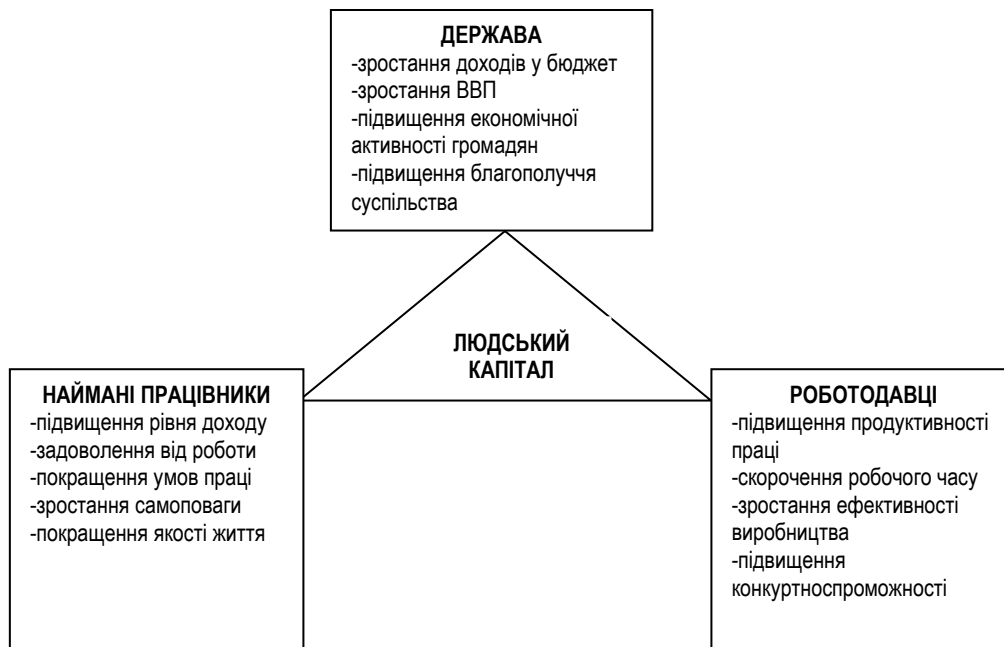 ДЕРЖАВА
-зростання доходів у бюджет
-зростання ВВП
-підвищення економічної
активності громадян
-підвищення благополуччя
суспільства
ЛЮДСЬКИЙ
КАПІТАЛ
НАЙМАНІ ПРАЦІВНИКИ
-підвищення рівня доходу
-задоволення від роботи
-покращення умов праці
-зростання самоповаги
-покращення якості життя
РОБОТОДАВЦІ
-підвищення продуктивності
праці
-скорочення робочого часу
-зростання ефективності
виробництва
-підвищення
конкуртноспроможності